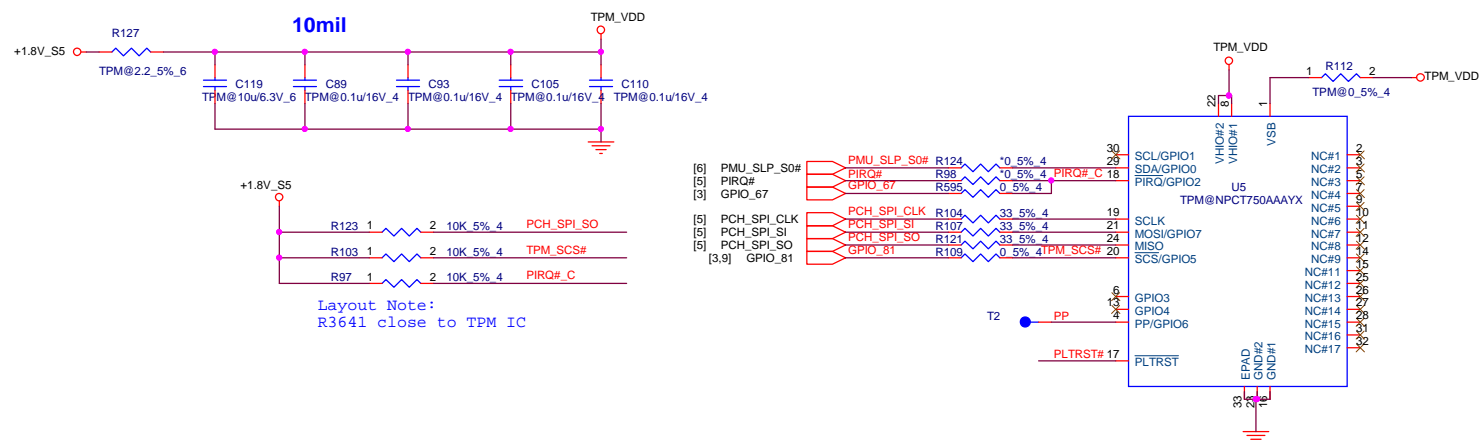 10mil
TPM_VDD
+1.8V_S5
R127
TPM@2.2_5%_6
C119
TPM@10u/6.3V_6
C89
TPM@0.1u/16V_4
C93
TPM@0.1u/16V_4
C105
TPM@0.1u/16V_4
C110
TPM@0.1u/16V_4
+1.8V_S5
R123 1 2 10K_5%_4 PCH_SPI_SO
R103 1 2 10K_5%_4 TPM_SCS#
R97 1 2 10K_5%_4 PIRQ#_C
Layout Note:
R3641 close to TPM IC
TPM_VDD
R112
1 2 TPM_VDD
TPM@0_5%_4
22 8 1
VHIO#2 VHIO#1 VSB
[6] PMU_SLP_S0# PMU_SLP_S0# R124 *0_5%_4
[5] PIRQ# PIRQ# R98 *0_5%_4 PIRQ#_C
[3] GPIO_67 GPIO_67 R595 0_5%_4
[5] PCH_SPI_CLK PCH_SPI_CLK R104 33_5%_4
[5] PCH_SPI_SI PCH_SPI_SI R107 33_5%_4
[5] PCH_SPI_SO PCH_SPI_SO R121 33_5%_4
[3,9] GPIO_81 GPIO_81 R109 0_5%_4 TPM_SCS#
T2 PP
PLTRST#
30 SCL/GPIO1
29 SDA/GPIO0
18 PIRQ/GPIO2
19 SCLK
21 MOSI/GPIO7
24 MISO
20 SCS/GPIO5
6 GPIO3
13 GPIO4
4 PP/GPIO6
17 PLTRST
U5
TPM@NPCT750AAAYX
NC#1 2
NC#2 3
NC#3 5
NC#4 7
NC#5 9
NC#6 10
NC#7 11
NC#8 12
NC#9 14
NC#11 15
NC#12 25
NC#13 26
NC#14 27
NC#15 28
NC#16 31
NC#17 32
EPAD GND#2 GND#1
33 23 16